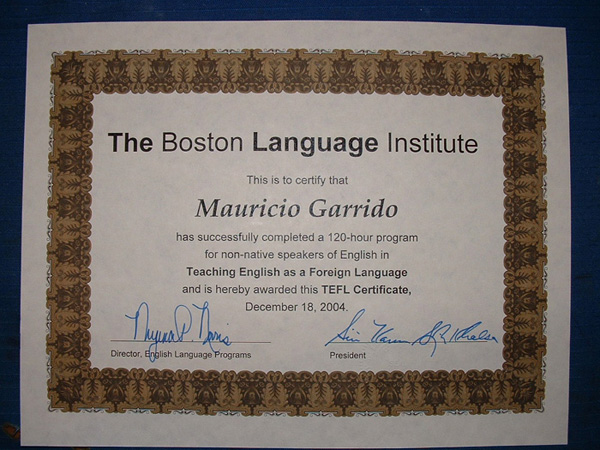 The Boston Language Institute
This is to certify that
Mauricio Garrido
has successfully completed a 120-hour program
for non-native speakers of English in
Teaching English as a Foreign Language
and is hereby awarded this TEFL Certificate,
December 18, 2004.
Director, English Language Programs President